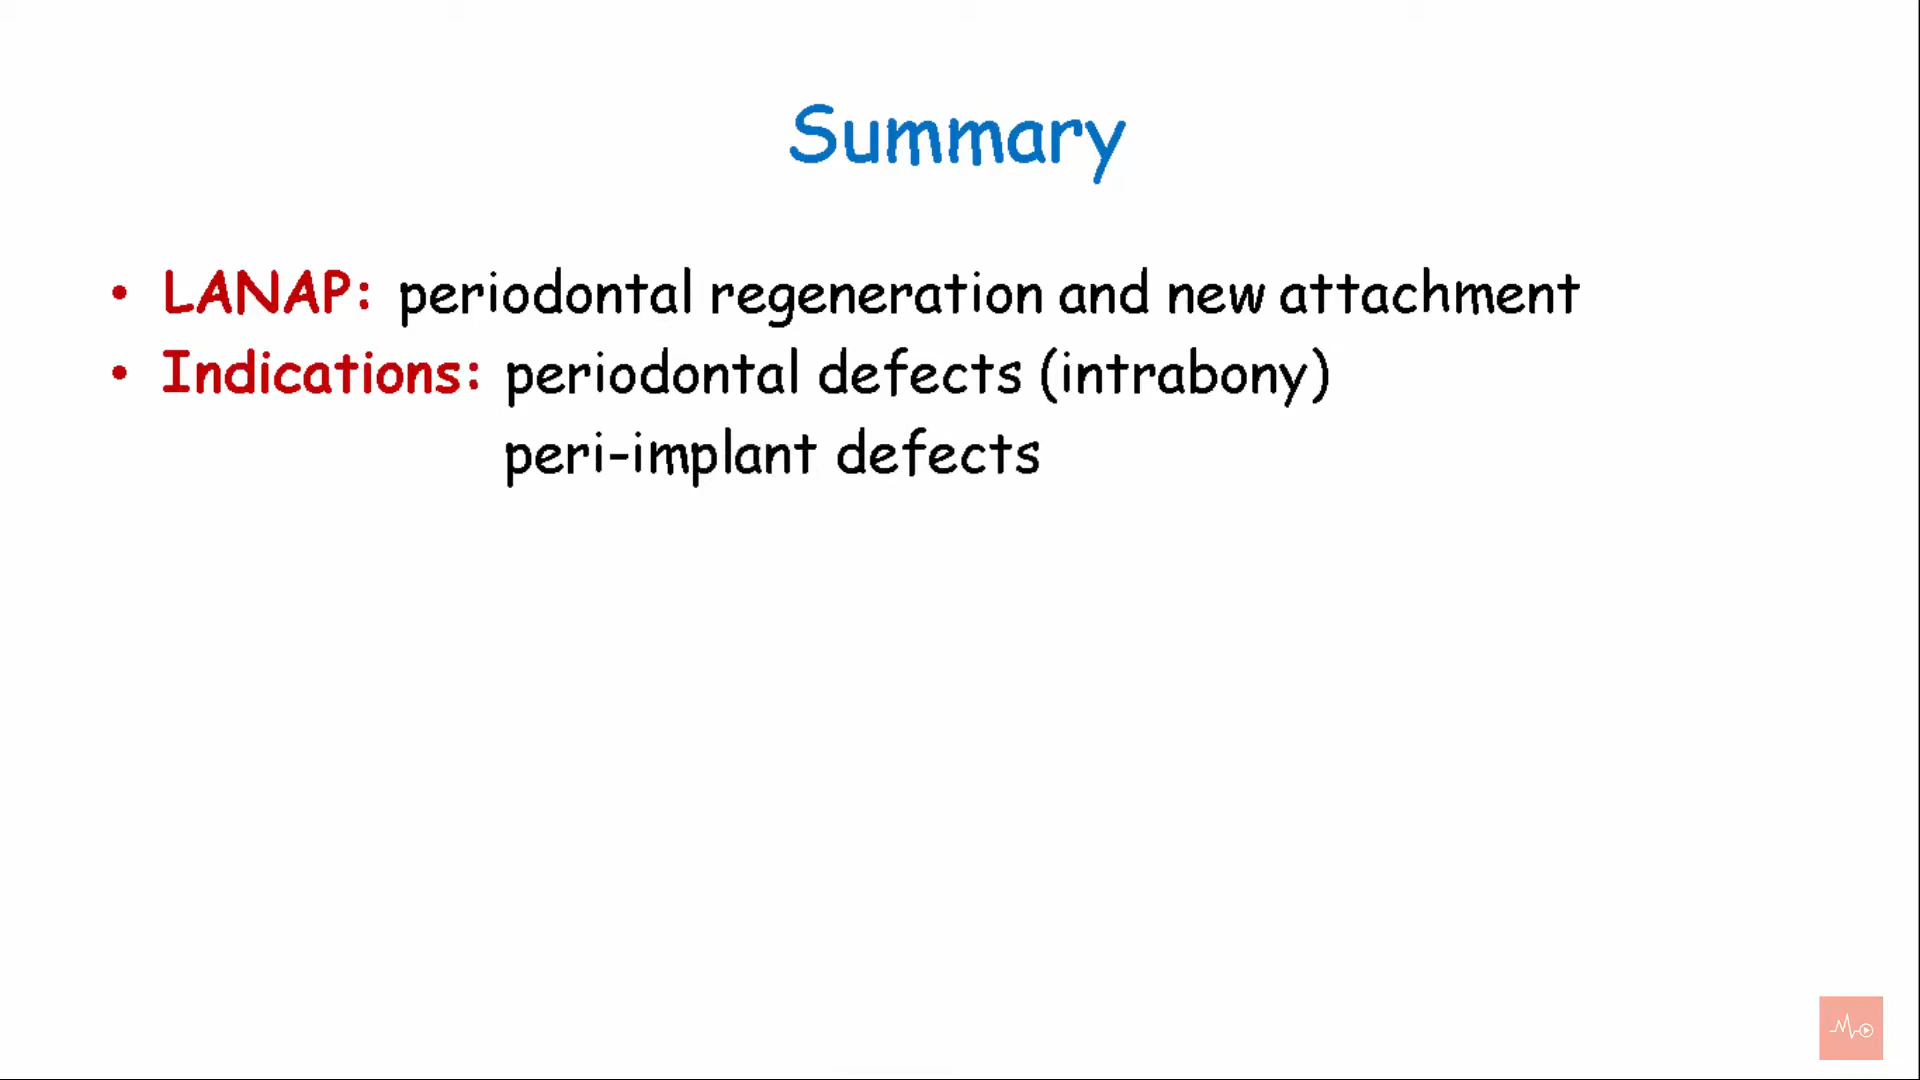 Summary
• LANAP: periodontal regeneration and new attachment
• Indications: periodontal defects (intrabony)
peri-implant defects